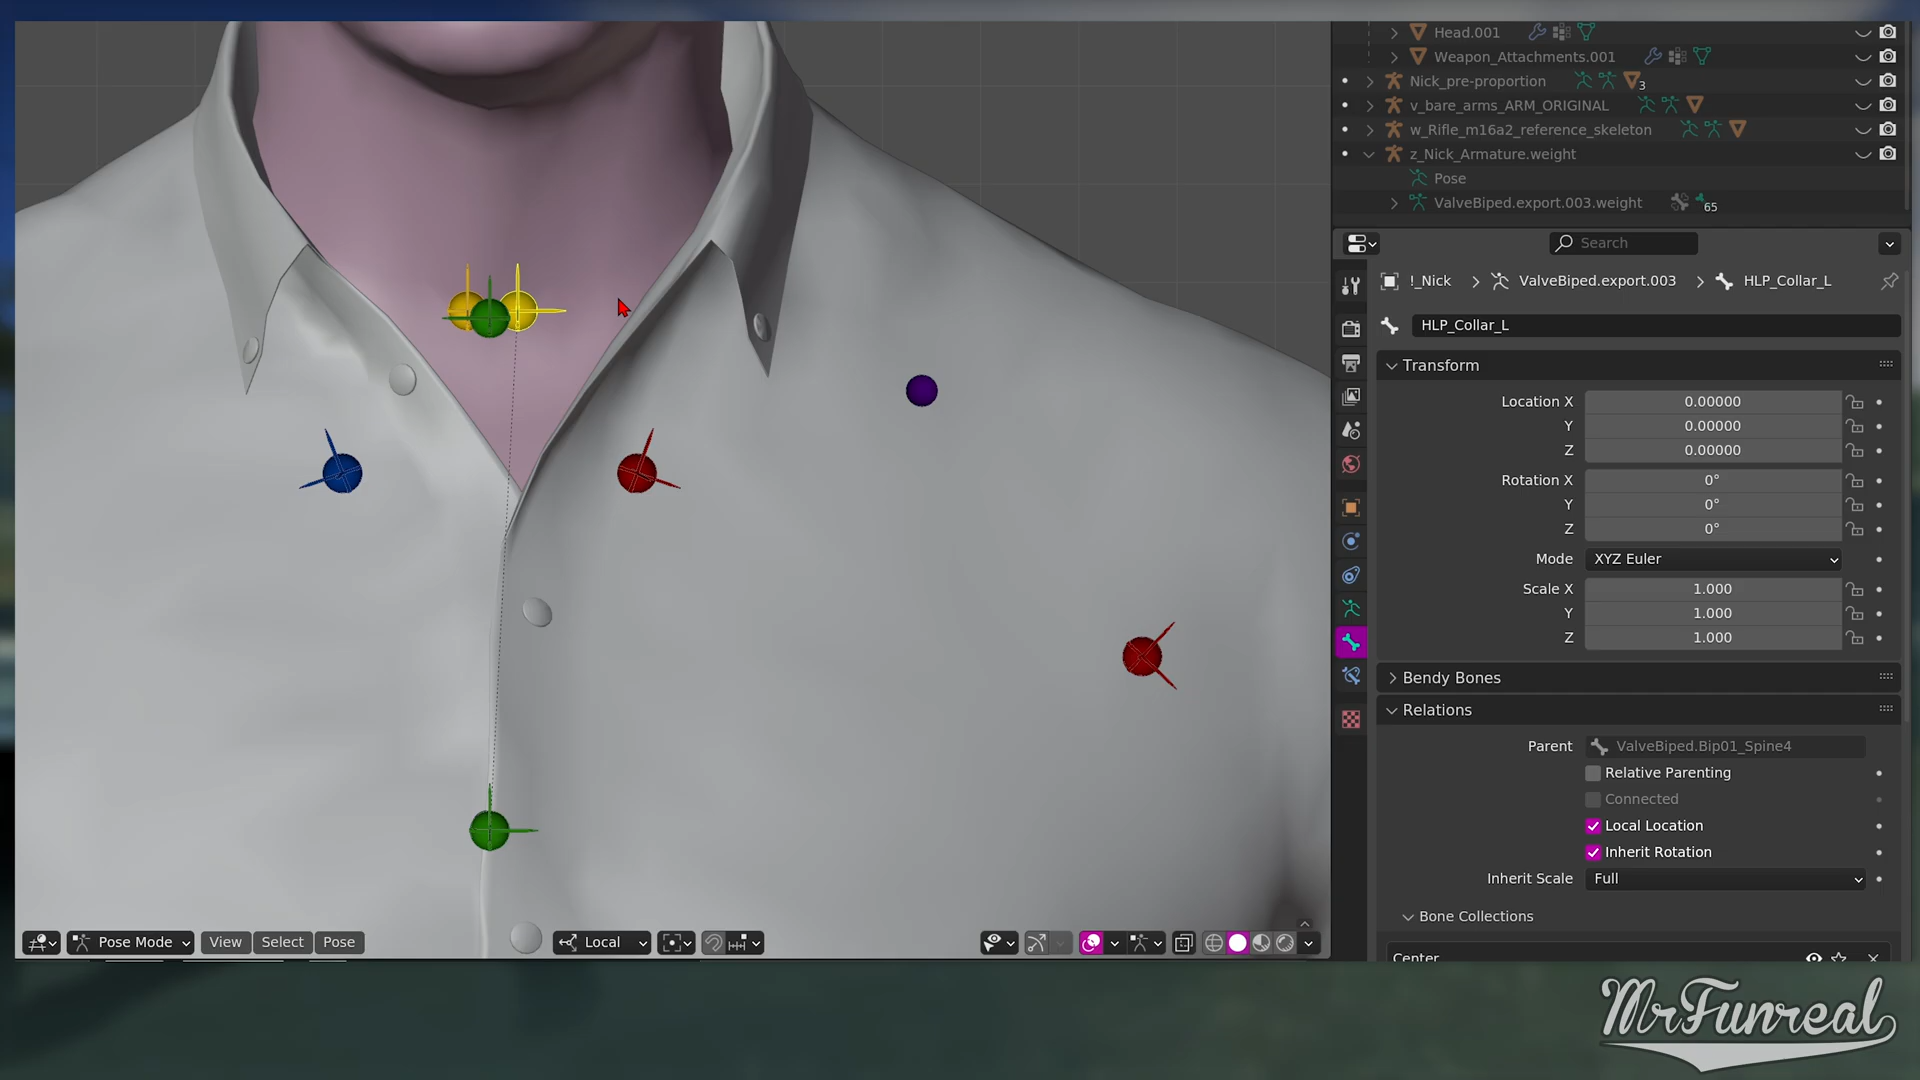 Head.001
Weapon_Attachments.001
Nick_pre-proportion
3
v_bare_arms_ARM_ORIGINAL
w_Rifle_m16a2_reference_skeleton
z_Nick_Armature.weight
Pose
ValveBiped.export.003.weight
65
Search
!_Nick
ValveBiped.export.003
HLP_Collar_L
HLP_Collar_L
Transform
Location X 0.00000
Y 0.00000
Z 0.00000
Rotation X 0°
Y 0°
Z 0°
Mode XYZ Euler
Scale X 1.000
Y 1.000
Z 1.000
Bendy Bones
Relations
Parent ValveBiped.Bip01_Spine4
Relative Parenting
Connected
Local Location
Inherit Rotation
Inherit Scale Full
Bone Collections
Center
Pose Mode View Select Pose Local
MrFunreal